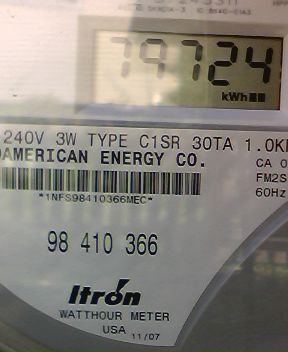 79724
kWh
240V 3W TYPE C1SR 30TA 1.0K
AMERICAN ENERGY CO.
CA 0
FM2S
60Hz
*1NFS98410366MEC*
98 410 366
Itron
WATTHOUR METER
USA 11/07